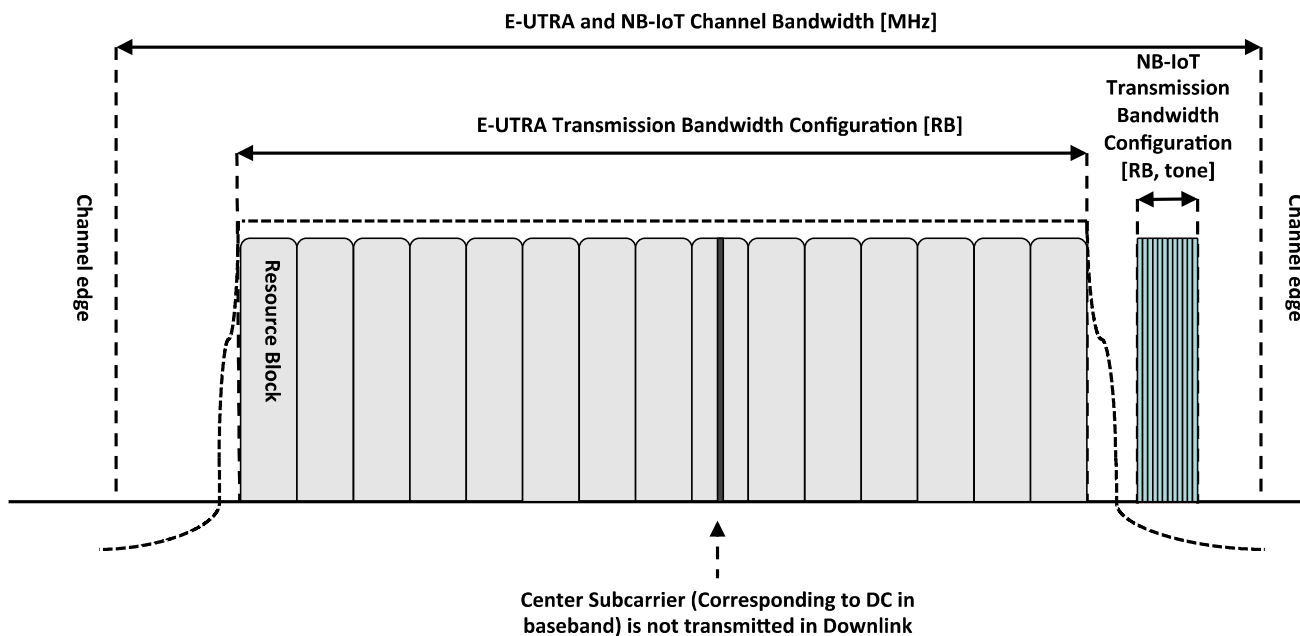 E-UTRA and NB-IoT Channel Bandwidth [MHz]
NB-IoT
Transmission
Bandwidth
Configuration
[RB, tone]
E-UTRA Transmission Bandwidth Configuration [RB]
Channel edge
Resource Block
Channel edge
Center Subcarrier (Corresponding to DC in
baseband) is not transmitted in Downlink